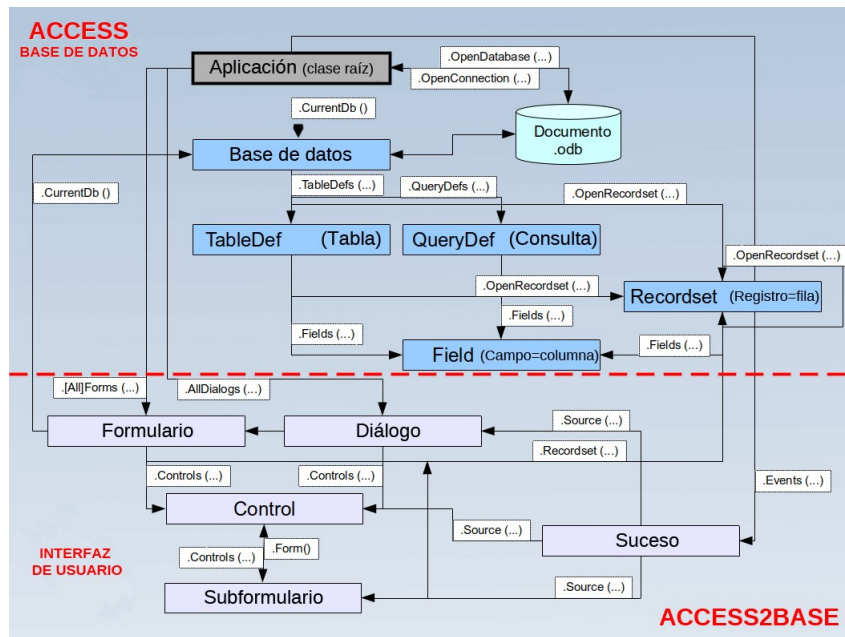 ACCESS
BASE DE DATOS
Aplicación (clase raíz)
.OpenDatabase (...)
.OpenConnection (...)
.CurrentDb ()
Documento
.odb
Base de datos
.CurrentDb ()
.TableDefs (...)
.QueryDefs (...)
.OpenRecordset (...)
TableDef (Tabla)
QueryDef (Consulta)
.OpenRecordset (...)
.OpenRecordset (...)
Recordset (Registro=fila)
.Fields (...)
.Fields (...)
.Fields (...)
Field (Campo=columna)
.[All]Forms (...)
.AllDialogs (...)
Formulario
Diálogo
.Source (...)
.Recordset (...)
.Controls (...)
.Controls (...)
.Events (...)
Control
.Source (...)
Suceso
.Form()
.Controls (...)
INTERFAZ
DE USUARIO
Subformulario
.Source (...)
ACCESS2BASE